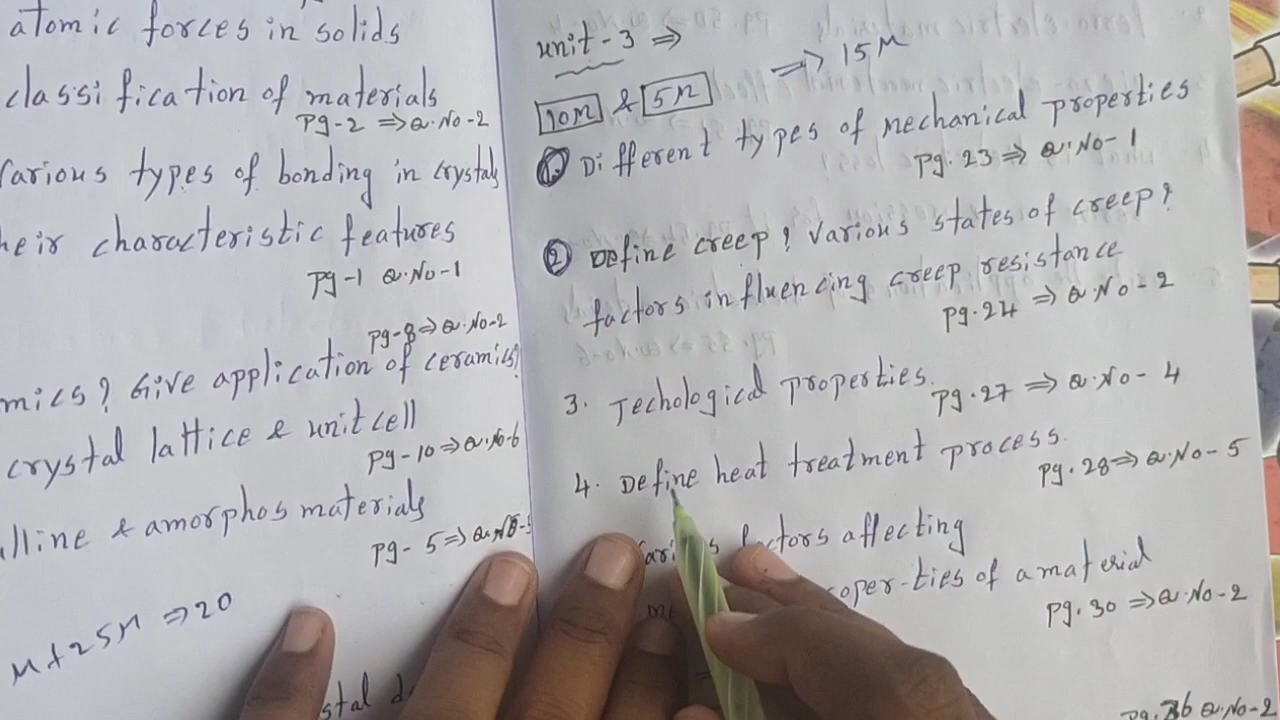 atomic forces in solids
classification of materials
Pg-2 => Q.No-2
various types of bonding in crystals
heir characteristic features
Pg-1 Q.No-1
Pg-8 => Q.No-2
mics? Give application of ceramics?
crystal lattice & unit cell
Pg-10 => Q.No-6
lline & amorphos materials
Pg- 5 => Q.No-
M + 25M => 20
stal
unit-3 =>
10M & 5M => 15M
1. Different types of mechanical properties
Pg.23 => Q.No-1
2 Define creep? various states of creep?
factors influencing creep resistance
Pg.24 => Q.No-2
3. Techological properties.
Pg.27 => Q.No-4
4. Define heat treatment process.
Pg.28 => Q.No-5
factors affecting
oper-ties of a material
Pg.30 => Q.No-2
Q.No-2